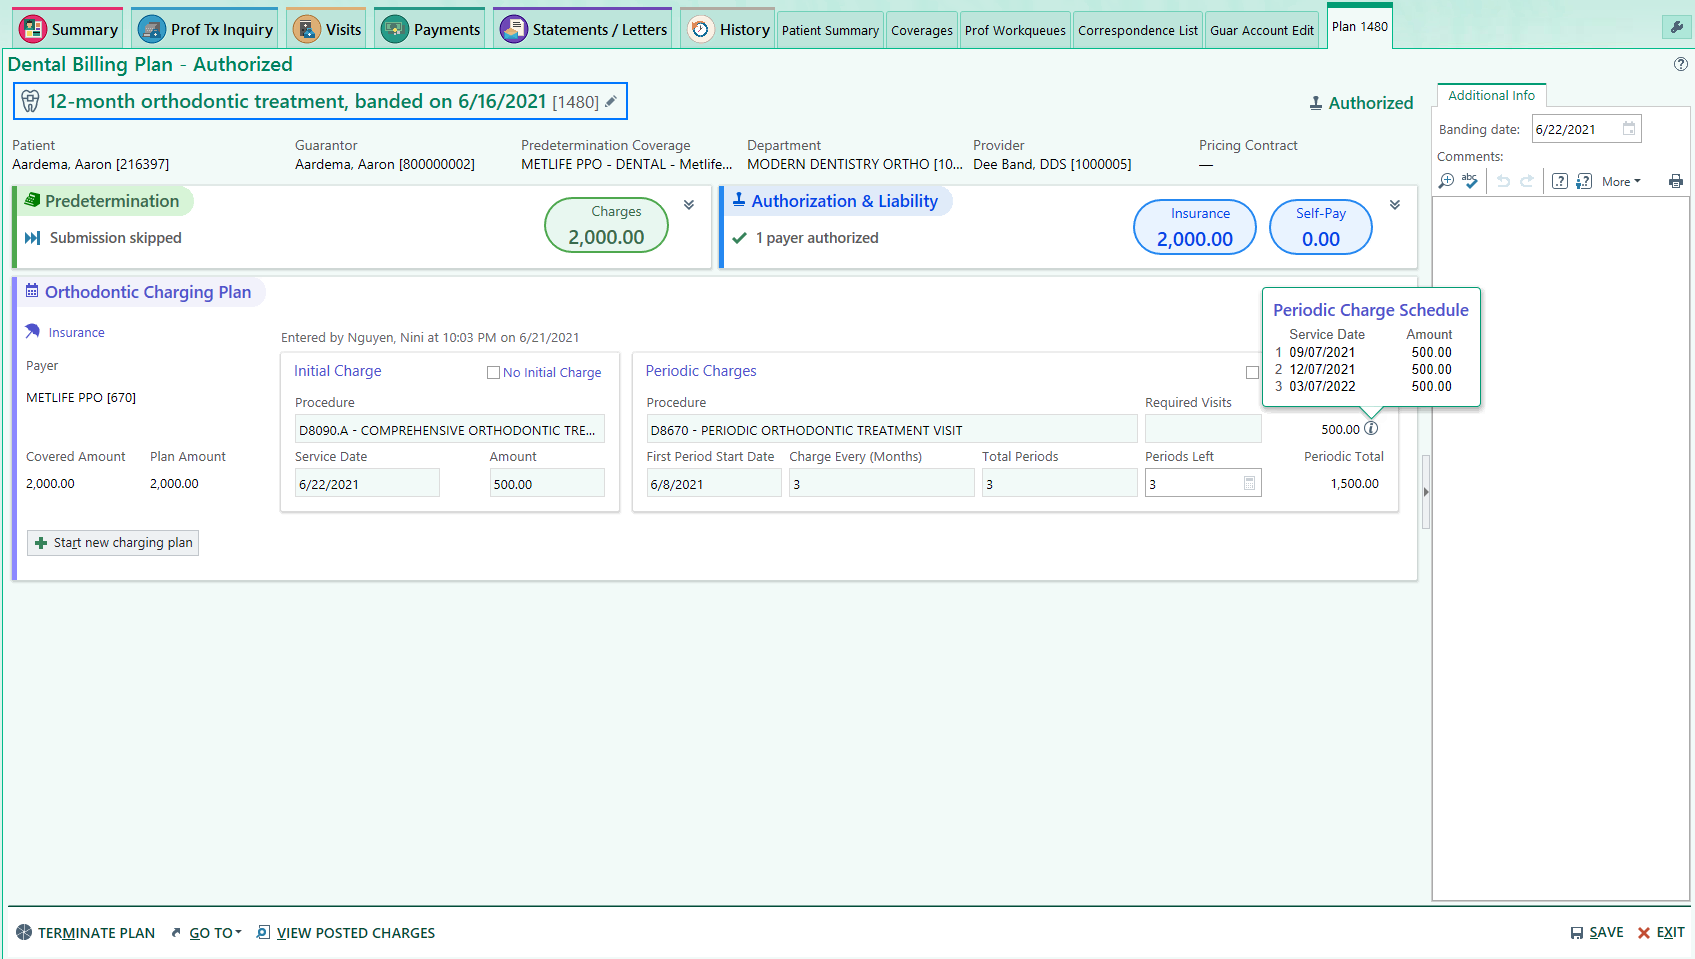 Summary
Prof Tx Inquiry
Visits
Payments
Statements / Letters
History
Patient Summary
Coverages
Prof Workqueues
Correspondence List
Guar Account Edit
Plan 1480
Dental Billing Plan - Authorized
12-month orthodontic treatment, banded on 6/16/2021 [1480]
Authorized
Patient
Aardema, Aaron [216397]
Guarantor
Aardema, Aaron [800000002]
Predetermination Coverage
METLIFE PPO - DENTAL - Metlife...
Department
MODERN DENTISTRY ORTHO [10...
Provider
Dee Band, DDS [1000005]
Pricing Contract
—
Predetermination
Submission skipped
Charges
2,000.00
Authorization & Liability
1 payer authorized
Insurance
2,000.00
Self-Pay
0.00
Orthodontic Charging Plan
Insurance
Payer
METLIFE PPO [670]
Covered Amount
2,000.00
Plan Amount
2,000.00
Start new charging plan
Entered by Nguyen, Nini at 10:03 PM on 6/21/2021
Initial Charge
No Initial Charge
Procedure
D8090.A - COMPREHENSIVE ORTHODONTIC TRE...
Service Date
6/22/2021
Amount
500.00
Periodic Charges
Procedure
D8670 - PERIODIC ORTHODONTIC TREATMENT VISIT
Required Visits
500.00
First Period Start Date
6/8/2021
Charge Every (Months)
3
Total Periods
3
Periods Left
3
Periodic Total
1,500.00
Periodic Charge Schedule
Service Date Amount
1 09/07/2021 500.00
2 12/07/2021 500.00
3 03/07/2022 500.00
Additional Info
Banding date: 6/22/2021
Comments:
abc
More
TERMINATE PLAN
GO TO
VIEW POSTED CHARGES
SAVE
EXIT